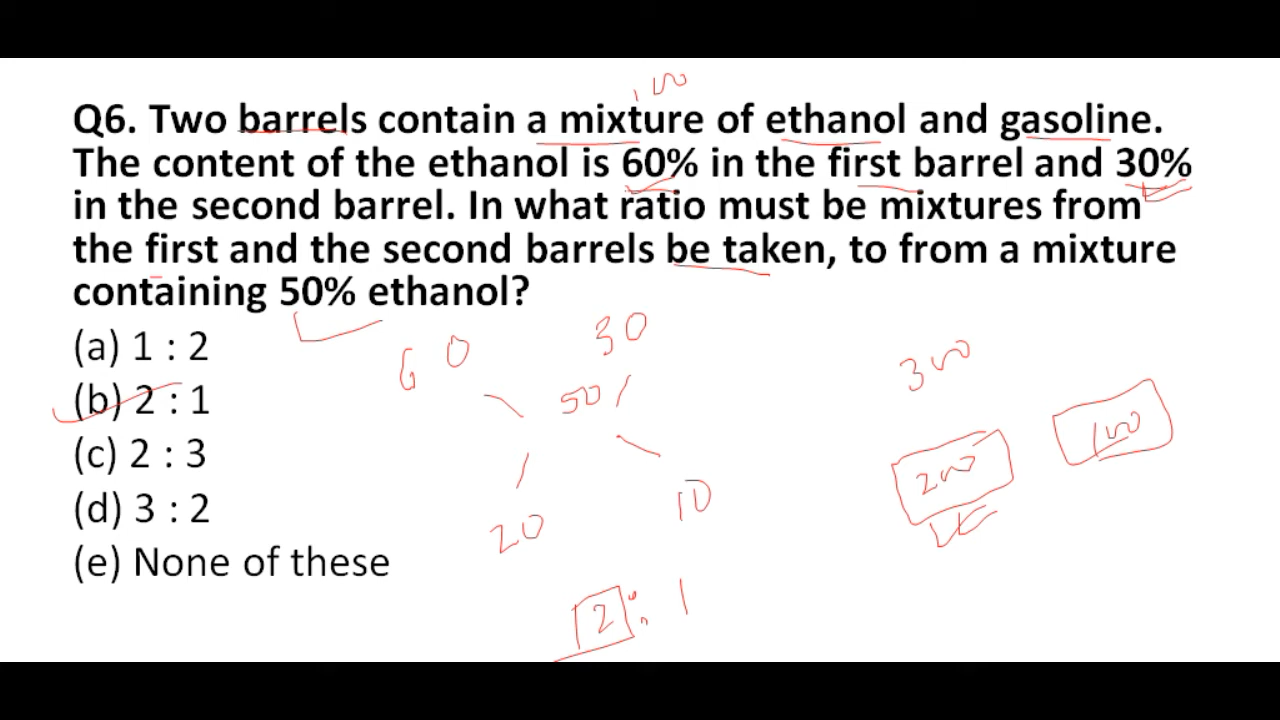 100
Q6. Two barrels contain a mixture of ethanol and gasoline.
The content of the ethanol is 60% in the first barrel and 30%
in the second barrel. In what ratio must be mixtures from
the first and the second barrels be taken, to from a mixture
containing 50% ethanol?
(a) 1 : 2
(b) 2 : 1
(c) 2 : 3
(d) 3 : 2
(e) None of these
60 30
50
20 10
2 : 1
300
200 100